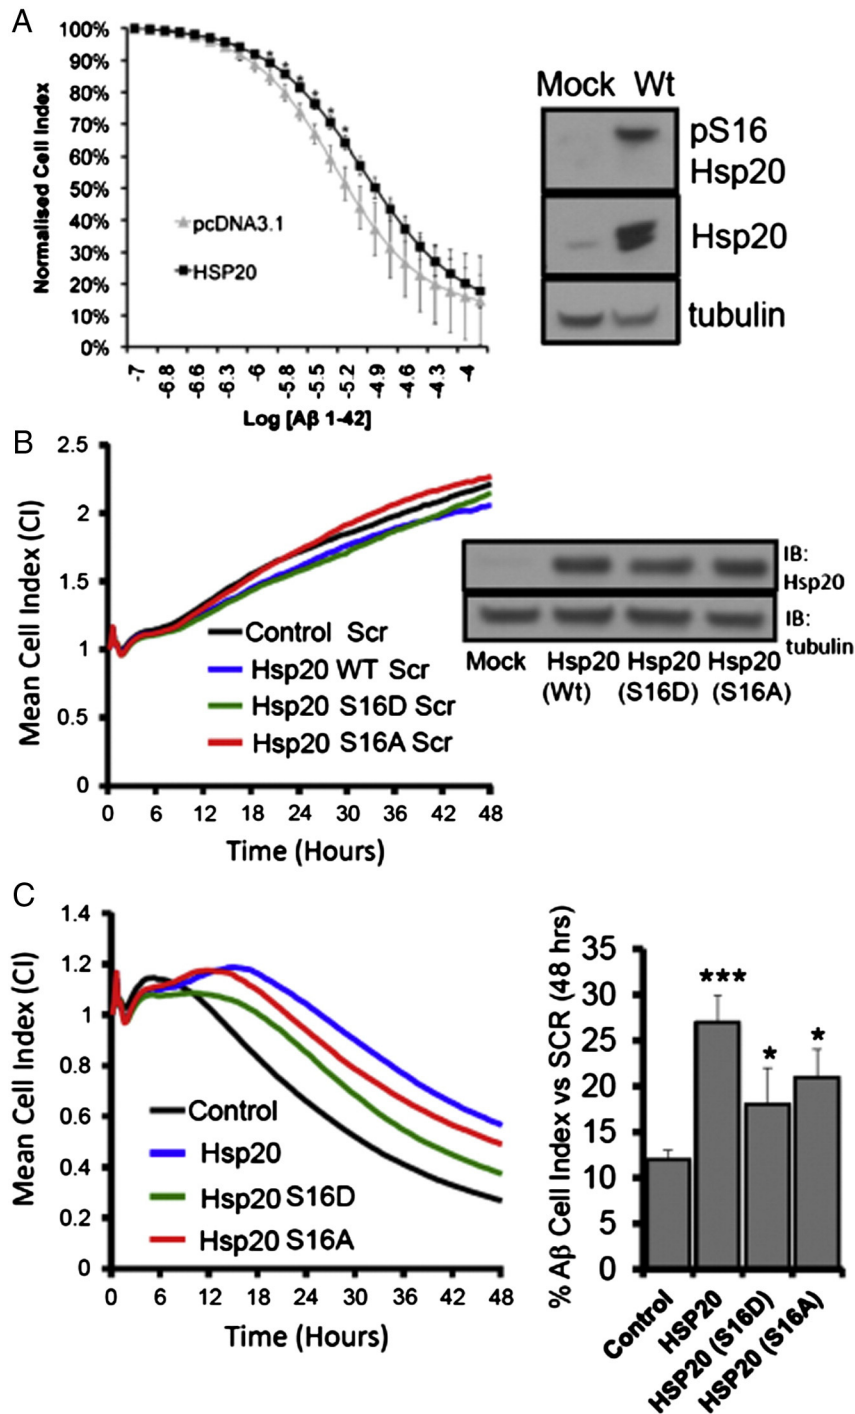 A
Normalised Cell Index
100%
90%
80%
70%
60%
50%
40%
30%
20%
10%
0%
pcDNA3.1
HSP20
-7
-6.8
-6.6
-6.3
-6
-5.8
-5.5
-5.2
-4.9
-4.6
-4.3
-4
Log [Aβ 1-42]
Mock Wt
pS16
Hsp20
Hsp20
tubulin
B
Mean Cell Index (CI)
2.5
2
1.5
1
0.5
0
Control Scr
Hsp20 WT Scr
Hsp20 S16D Scr
Hsp20 S16A Scr
0 6 12 18 24 30 36 42 48
Time (Hours)
IB:
Hsp20
IB:
tubulin
Mock Hsp20 Hsp20 Hsp20
(Wt) (S16D) (S16A)
C
Mean Cell Index (CI)
1.4
1.2
1
0.8
0.6
0.4
0.2
0
Control
Hsp20
Hsp20 S16D
Hsp20 S16A
0 6 12 18 24 30 36 42 48
Time (Hours)
% Aβ Cell Index vs SCR (48 hrs)
35
30
25
20
15
10
5
0
***
*
*
Control
HSP20
HSP20 (S16D)
HSP20 (S16A)